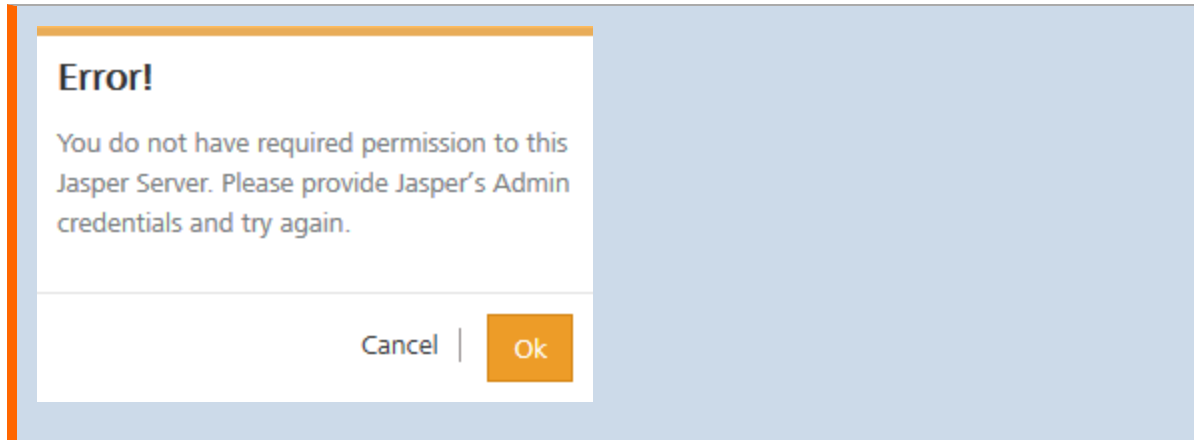 Error!
You do not have required permission to this
Jasper Server. Please provide Jasper’s Admin
credentials and try again.
Cancel
Ok